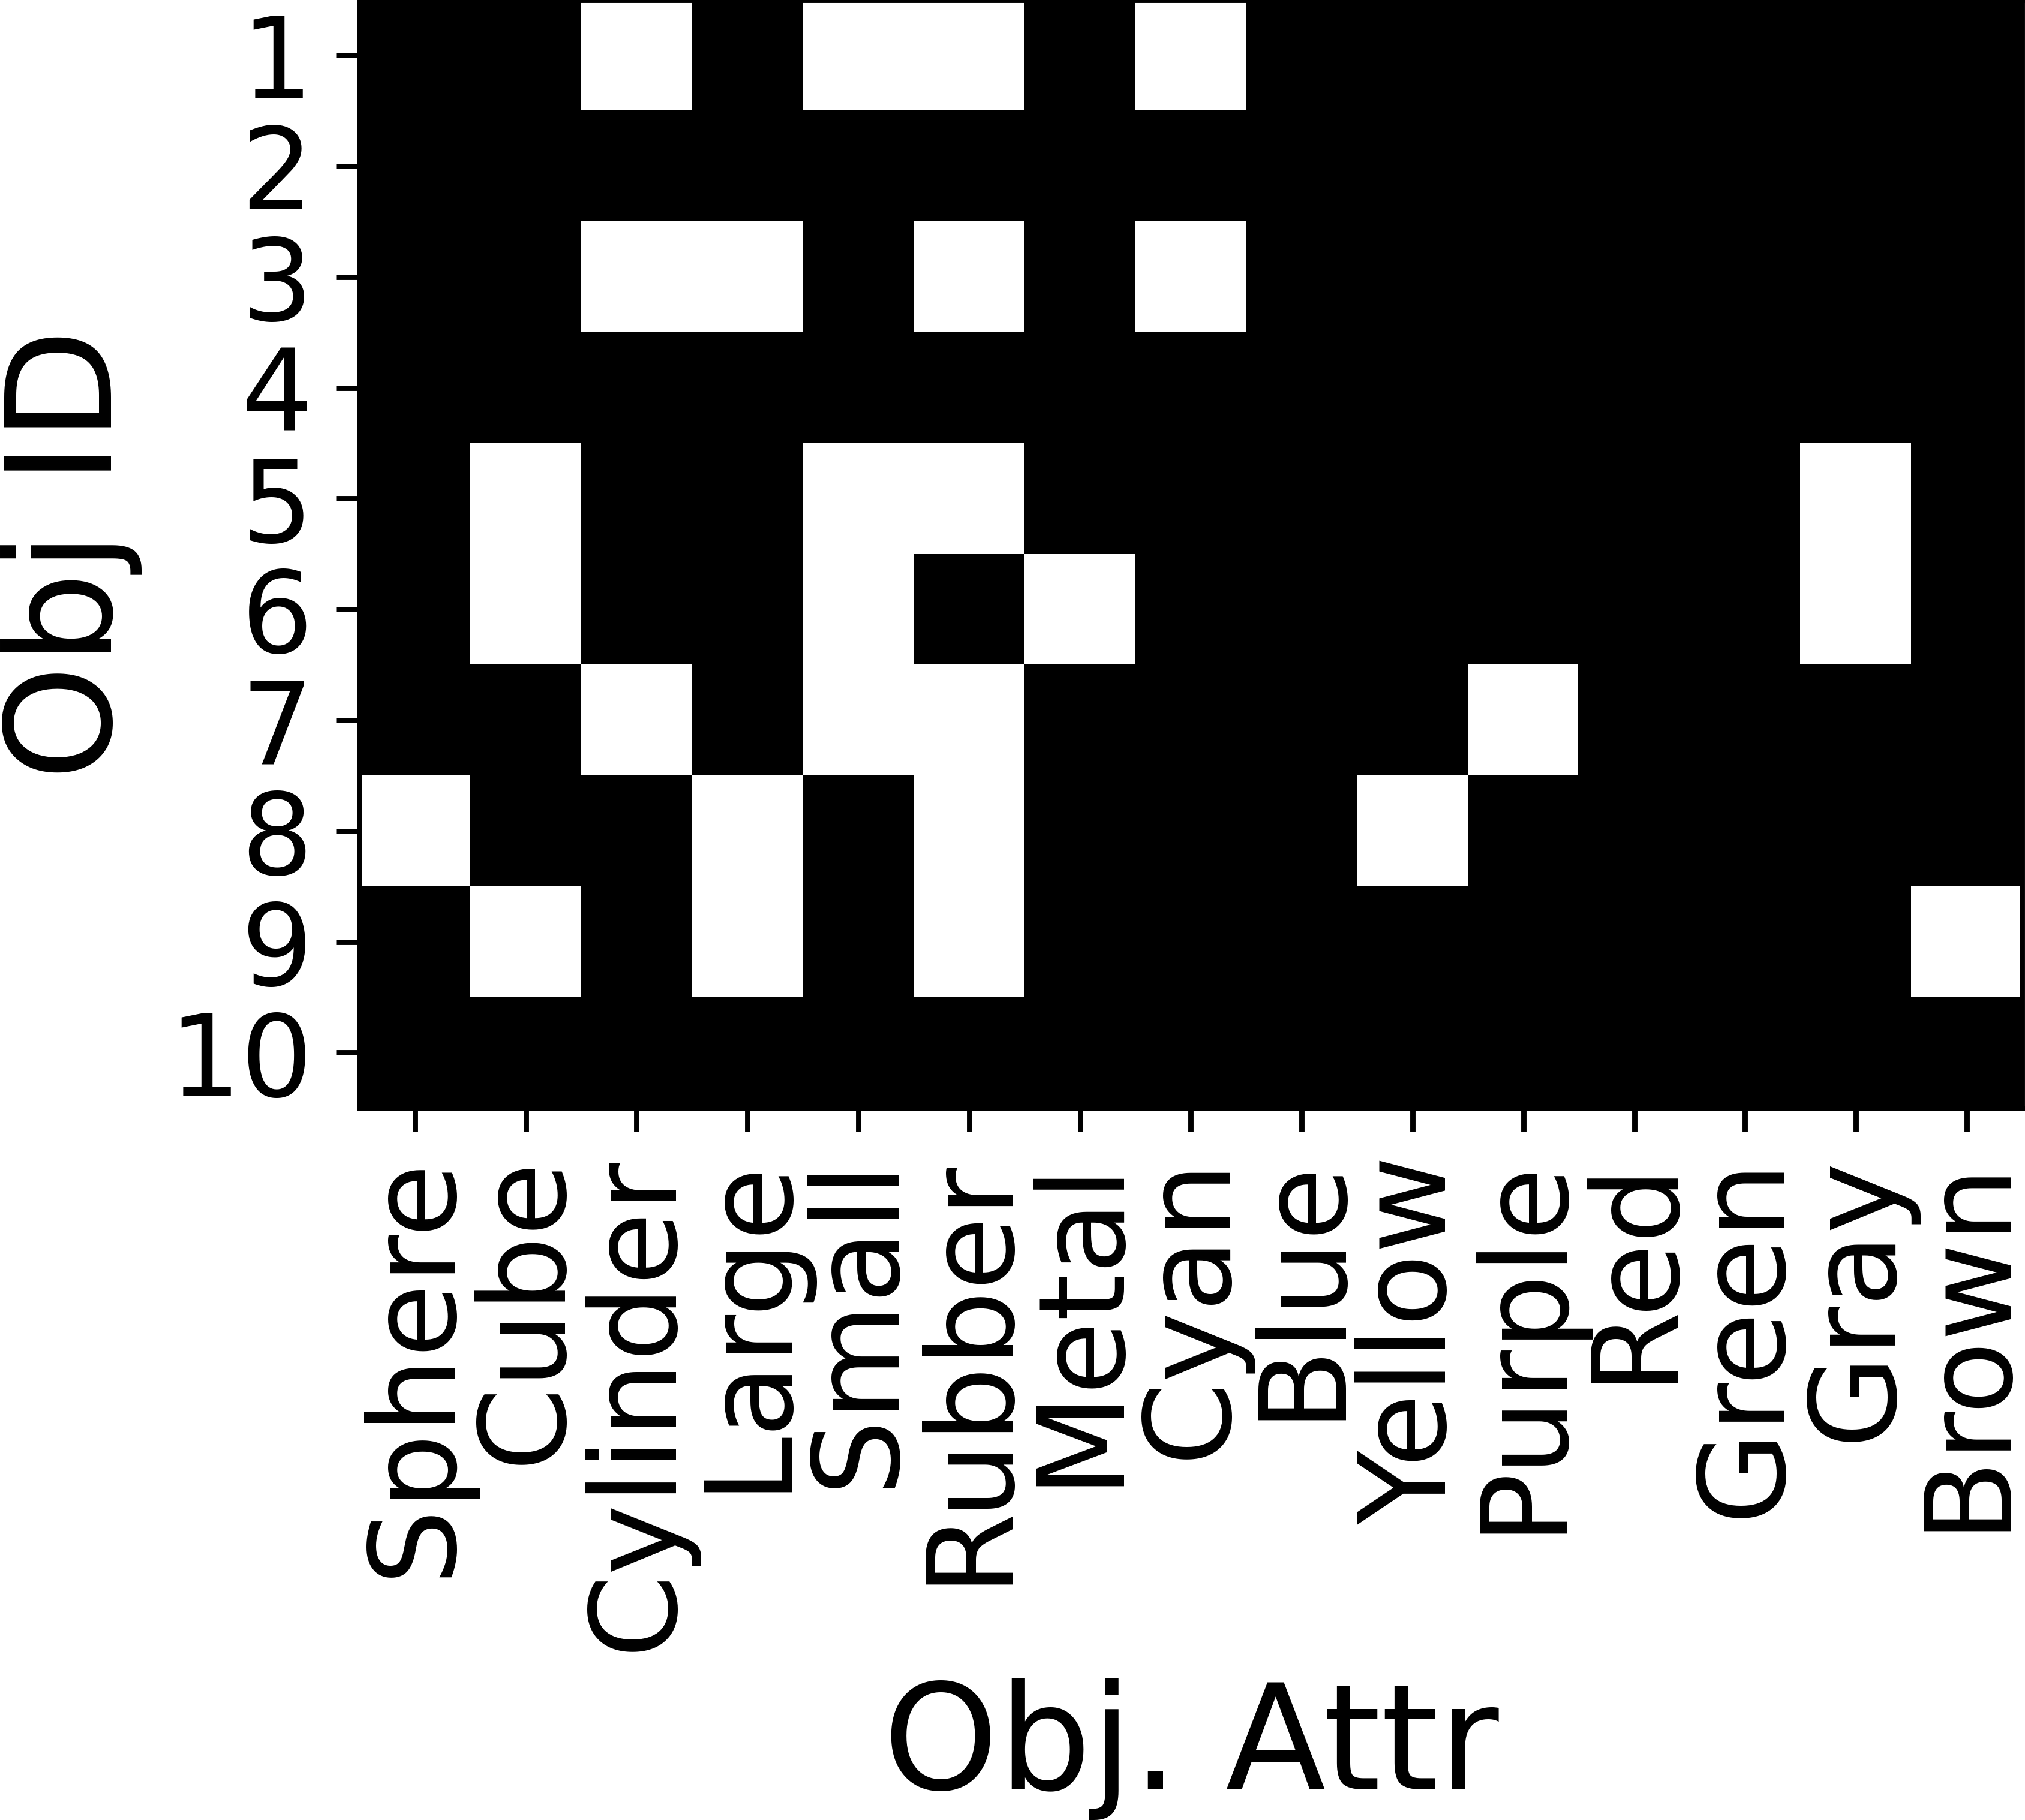 Obj ID
1
2
3
4
5
6
7
8
9
10
Sphere
Cube
Cylinder
Large
Small
Rubber
Metal
Cyan
Blue
Yellow
Purple
Red
Green
Gray
Brown
Obj. Attr